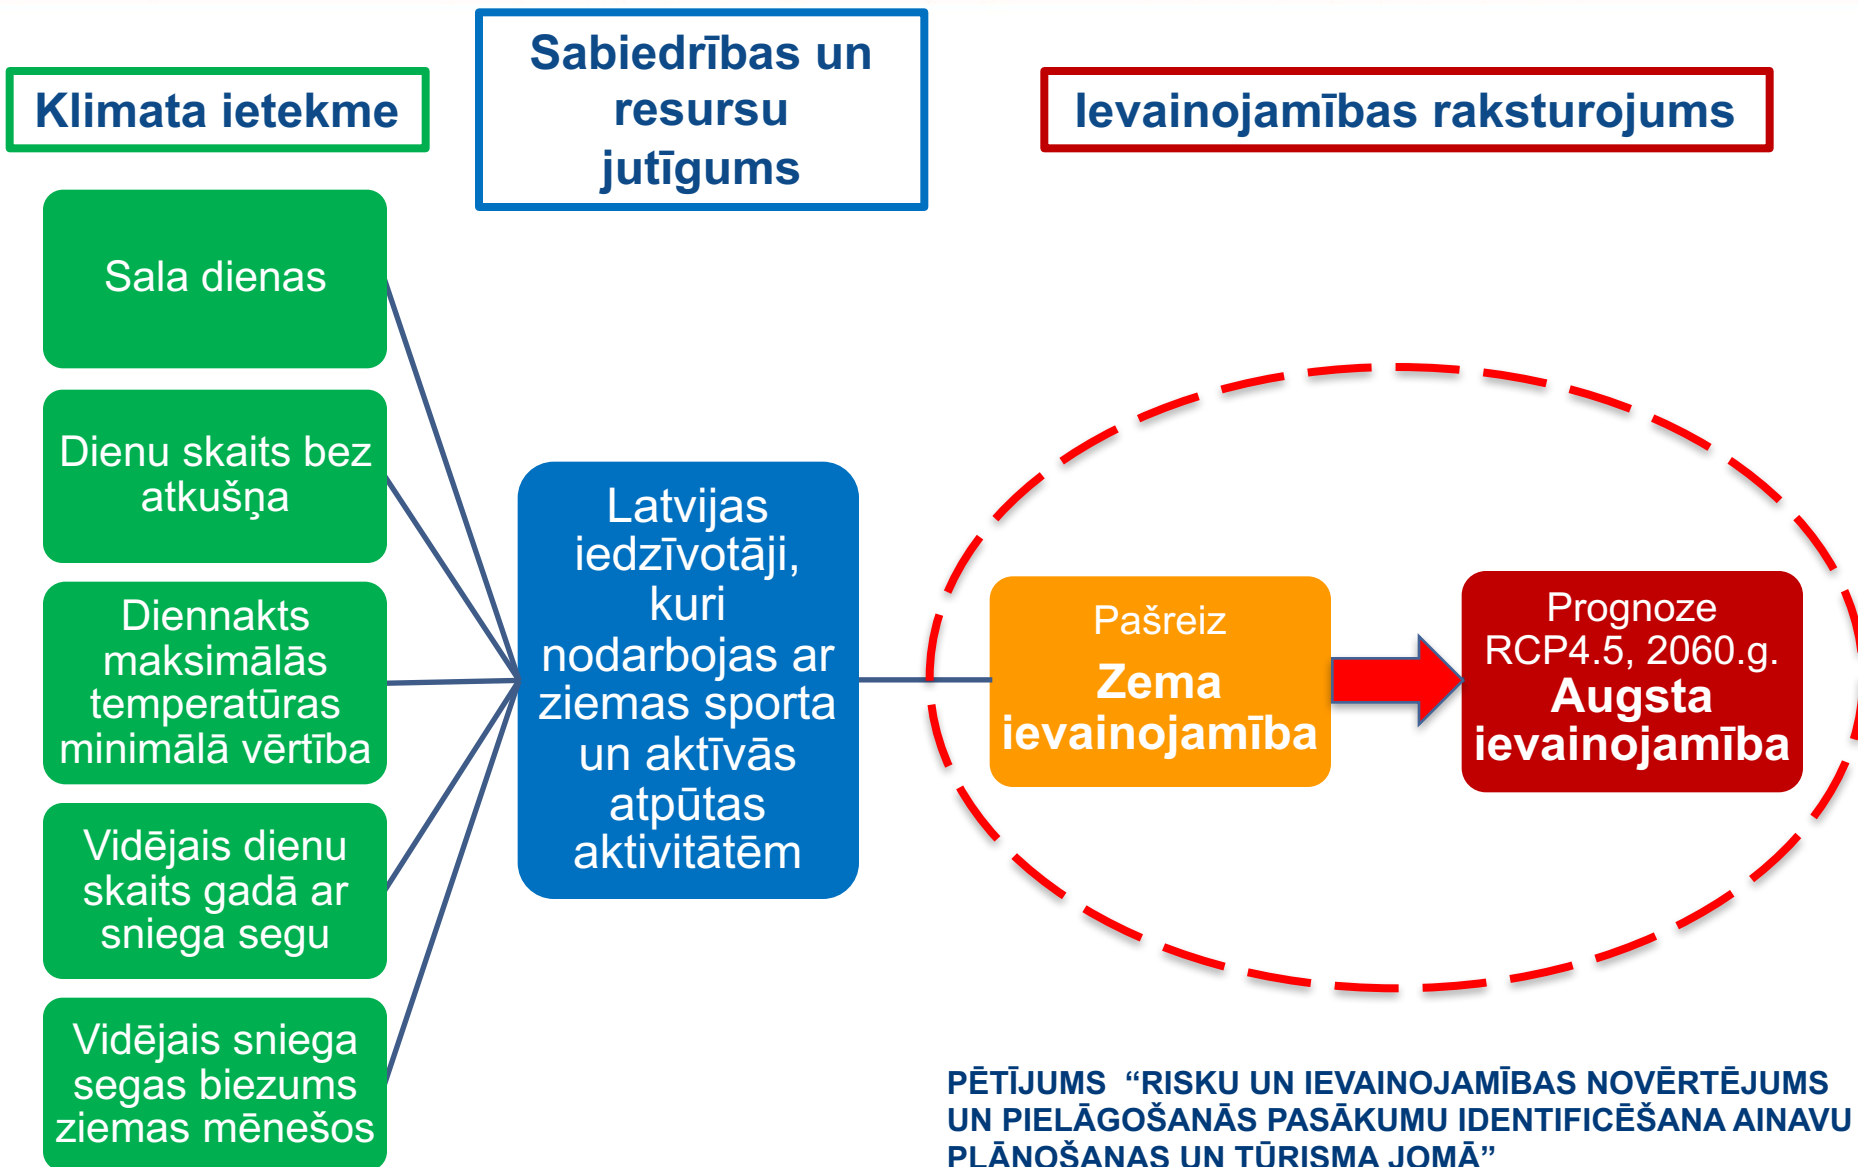 Klimata ietekme
Sabiedrības un
resursu
jutīgums
Ievainojamības raksturojums
Sala dienas
Dienu skaits bez
atkušņa
Diennakts
maksimālās
temperatūras
minimālā vērtība
Vidējais dienu
skaits gadā ar
sniega segu
Vidējais sniega
segas biezums
ziemas mēnešos
Latvijas
iedzīvotāji,
kuri
nodarbojas ar
ziemas sporta
un aktīvās
atpūtas
aktivitātēm
Pašreiz
Zema
ievainojamība
Prognoze
RCP4.5, 2060.g.
Augsta
ievainojamība
PĒTĪJUMS “RISKU UN IEVAINOJAMĪBAS NOVĒRTĒJUMS
UN PIELĀGOŠANĀS PASĀKUMU IDENTIFICĒŠANA AINAVU
PLĀNOŠANAS UN TŪRISMA JOMĀ”